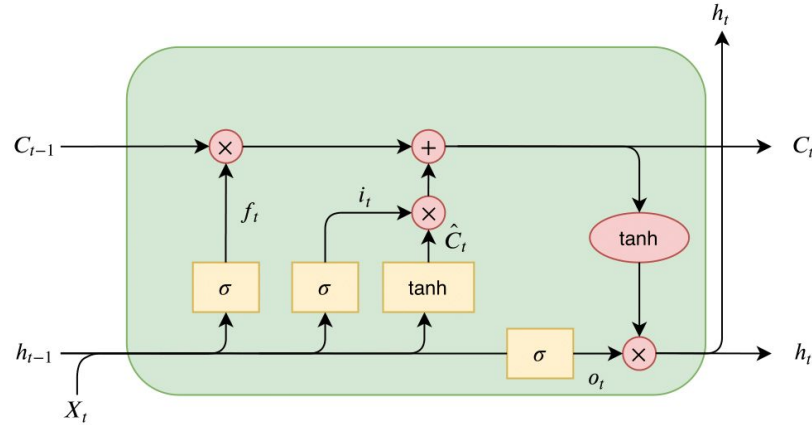 h_t
C_{t-1} × + C_t
f_t i_t ×
Ĉ_t tanh
σ σ tanh
h_{t-1} σ × h_t
o_t
X_t